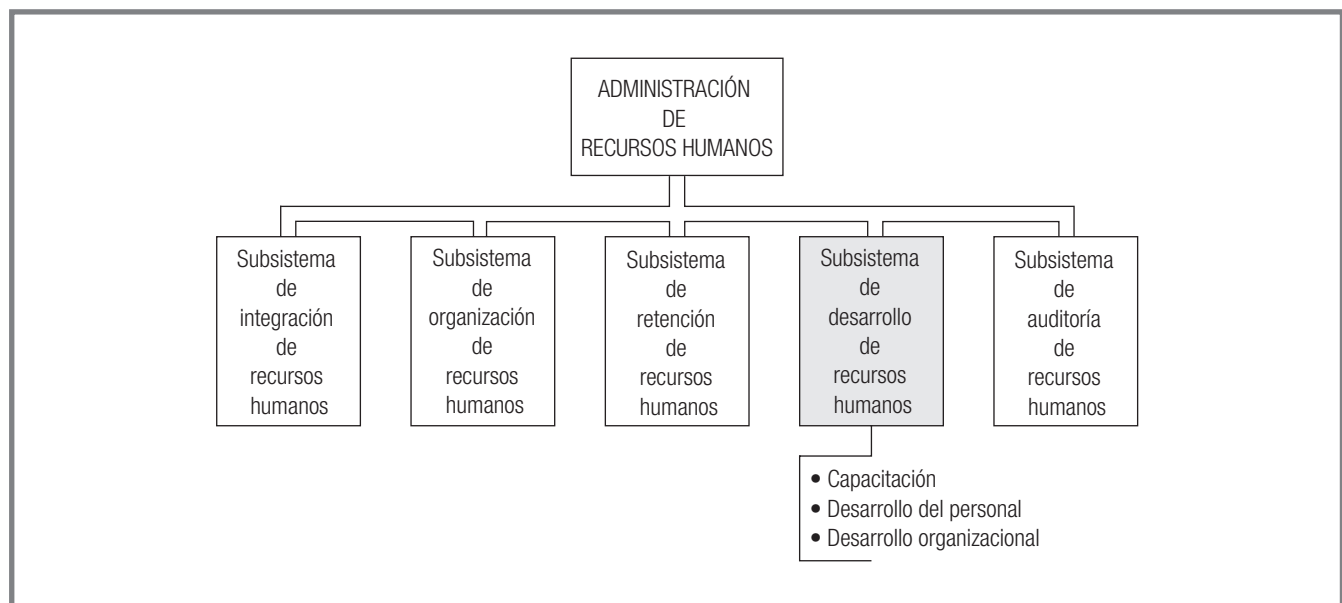 ADMINISTRACIÓN
DE
RECURSOS HUMANOS
Subsistema
de
integración
de
recursos
humanos
Subsistema
de
organización
de
recursos
humanos
Subsistema
de
retención
de
recursos
humanos
Subsistema
de
desarrollo
de
recursos
humanos
Subsistema
de
auditoría
de
recursos
humanos
• Capacitación
• Desarrollo del personal
• Desarrollo organizacional